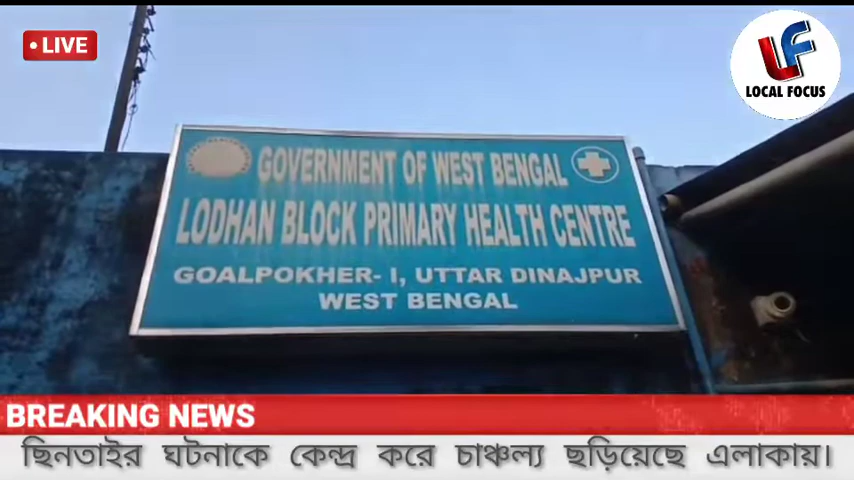 LIVE
LF
LOCAL FOCUS
GOVERNMENT OF WEST BENGAL
LODHAN BLOCK PRIMARY HEALTH CENTRE
GOALPOKHER- I, UTTAR DINAJPUR
WEST BENGAL
BREAKING NEWS
ছিনতাইর ঘটনাকে কেন্দ্র করে চাঞ্চল্য ছড়িয়েছে এলাকায়।